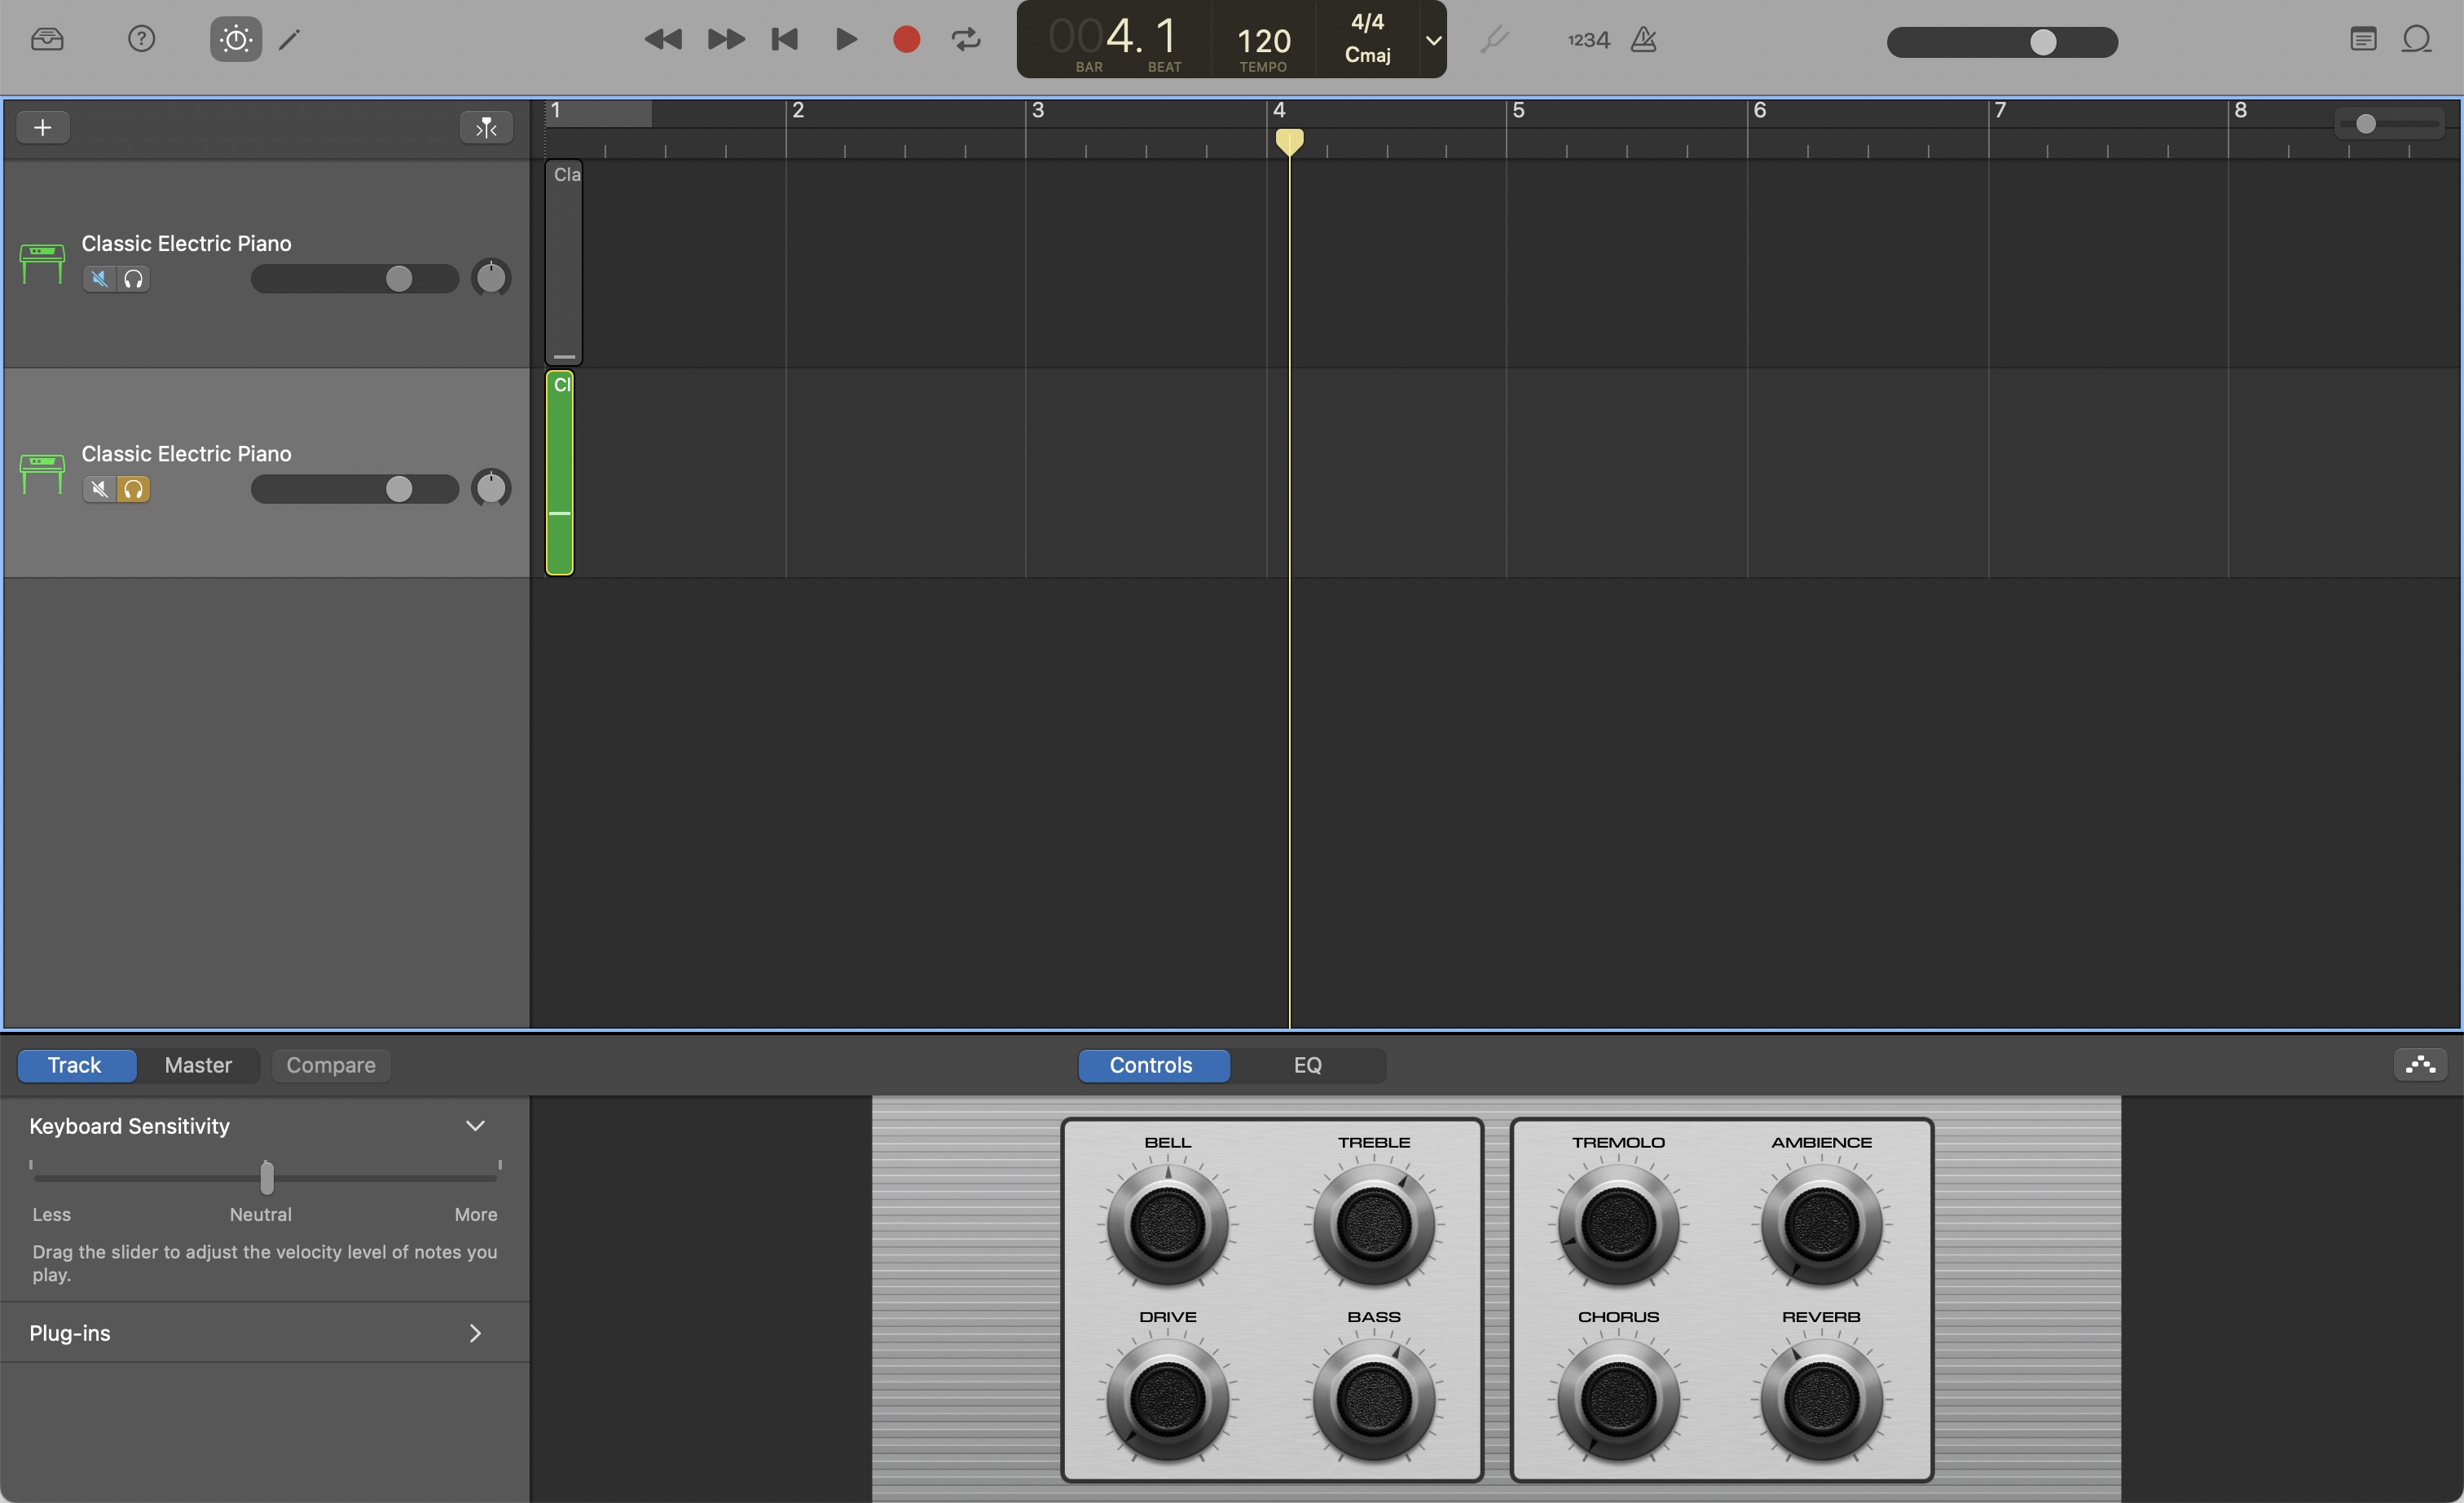 004. 1
BAR BEAT
120
TEMPO
4/4
Cmaj
1234
1 2 3 4 5 6 7 8
Cla
Classic Electric Piano
Cl
Classic Electric Piano
Track Master Compare
Controls EQ
Keyboard Sensitivity
Less Neutral More
Drag the slider to adjust the velocity level of notes you
play.
Plug-ins
BELL TREBLE TREMOLO AMBIENCE
DRIVE BASS CHORUS REVERB